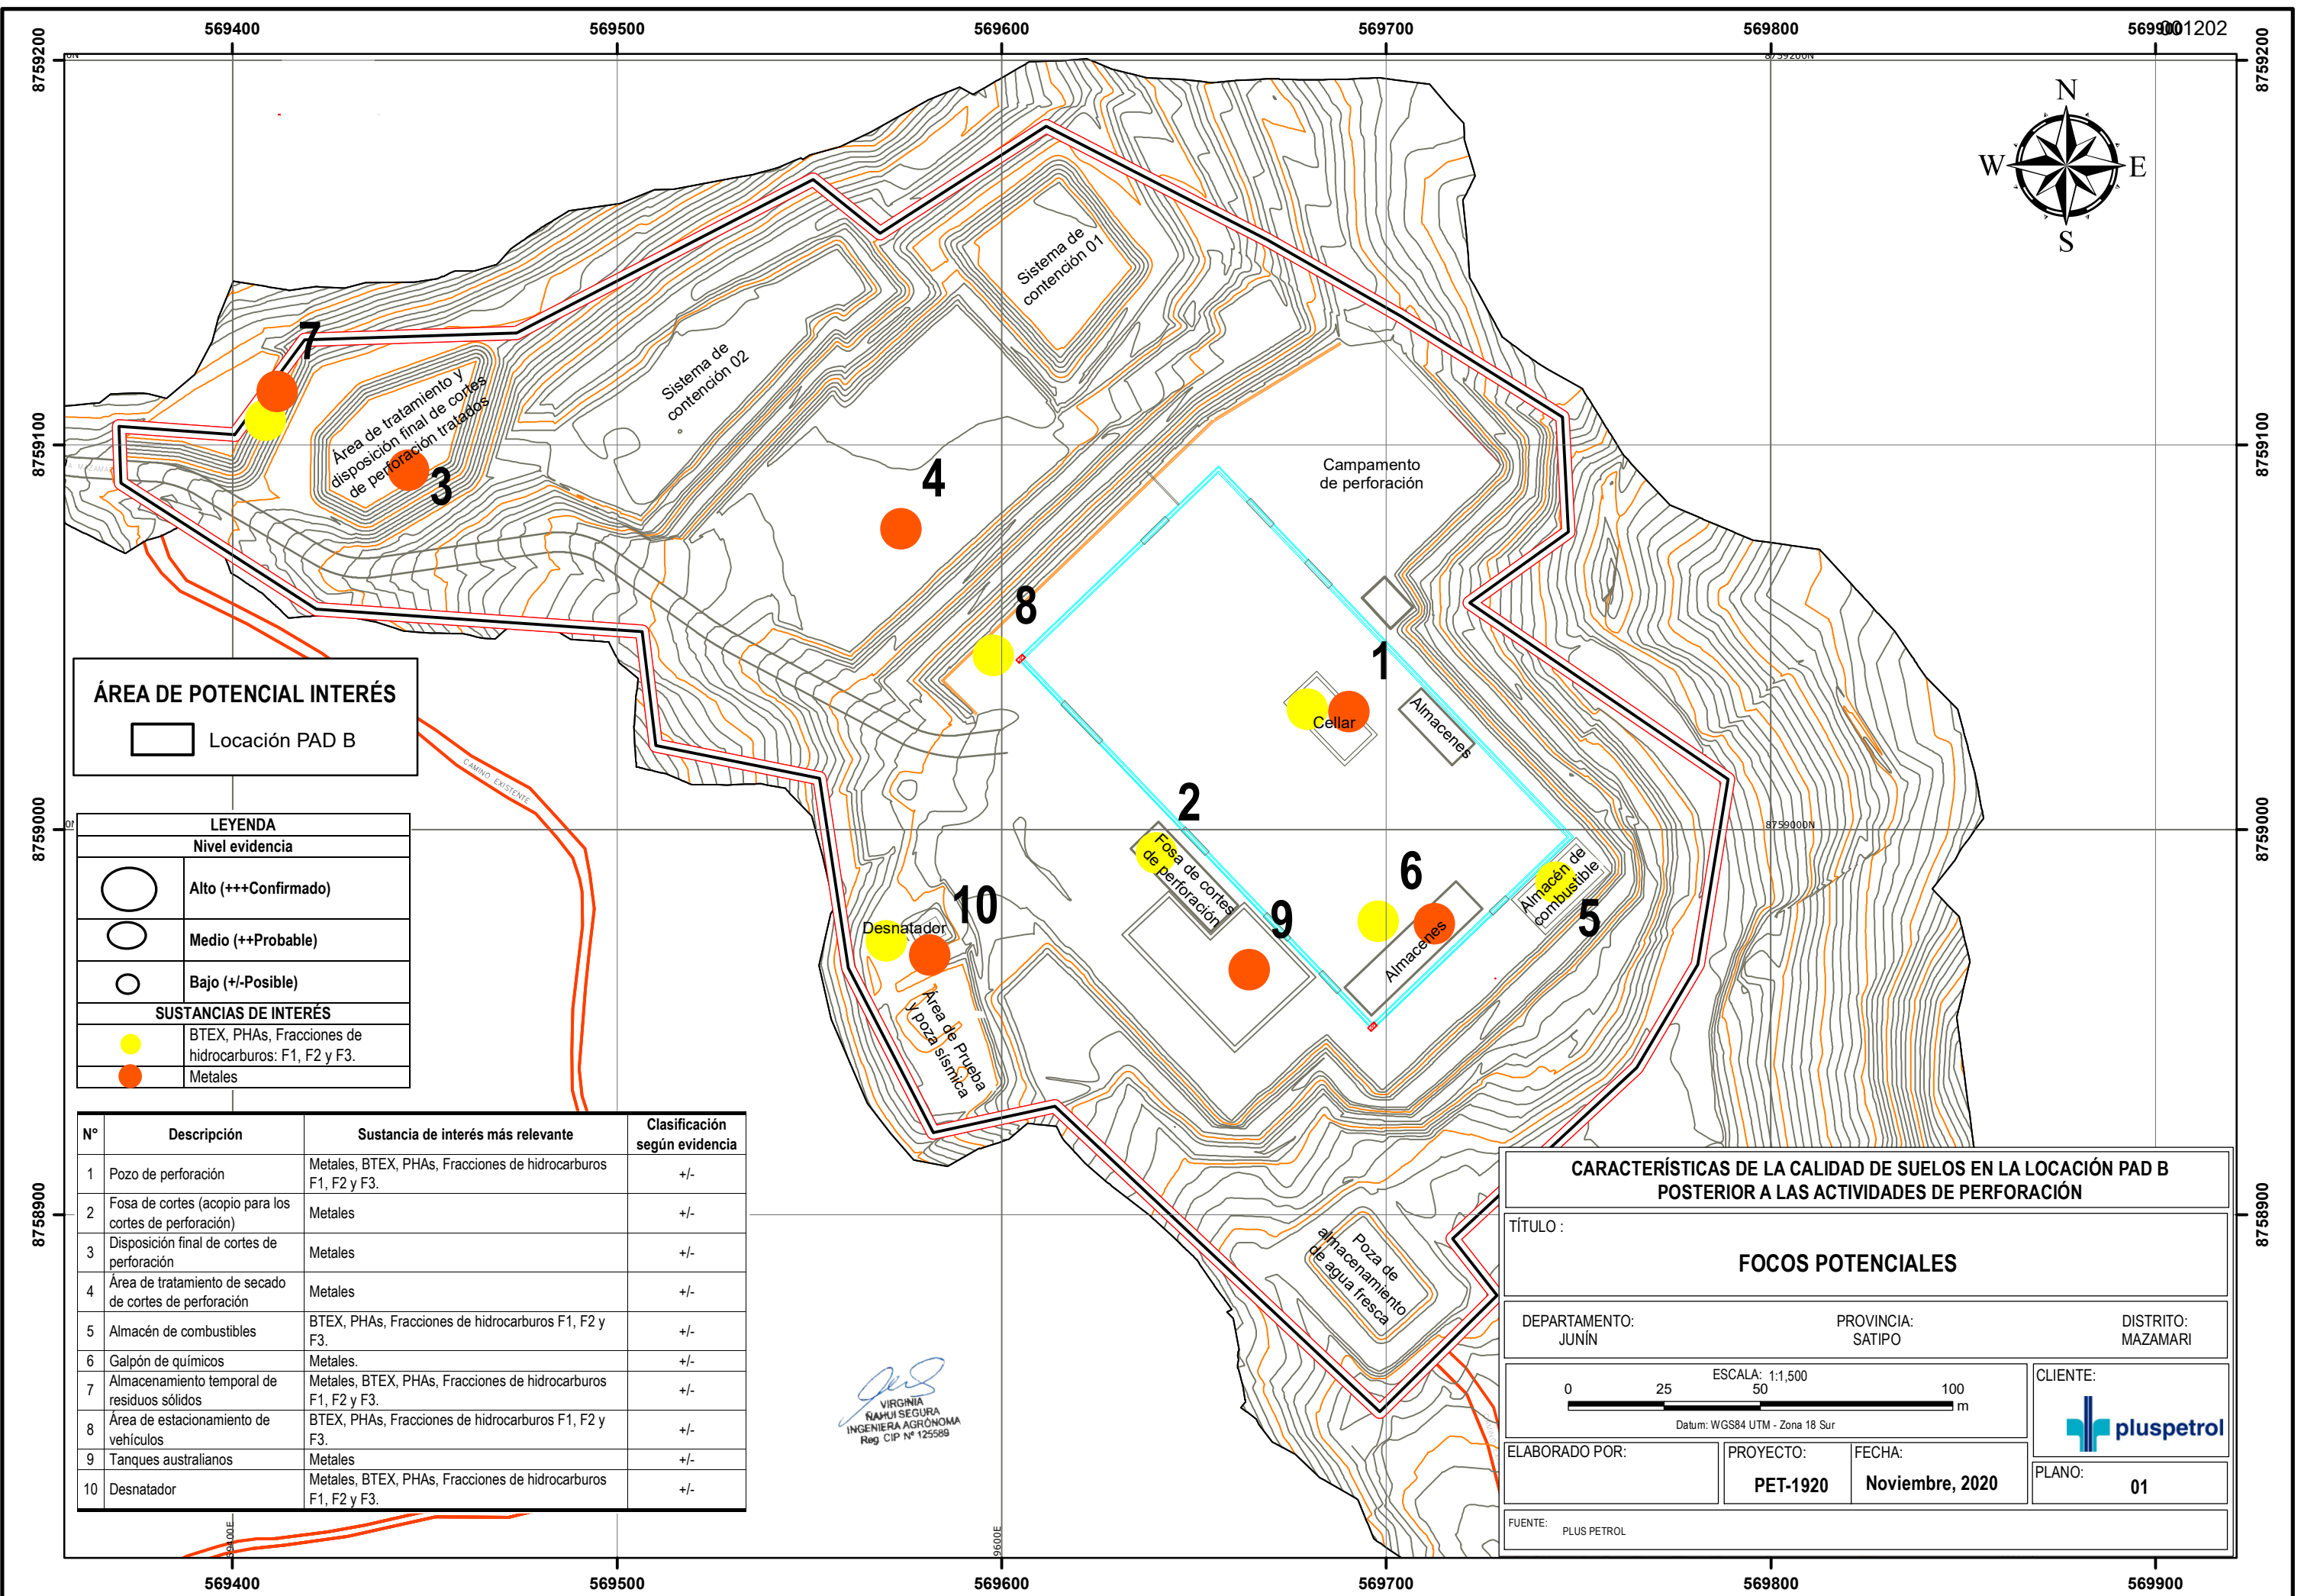 569400 569500 569600 569700 569800 569900
001202
8759200 8759200
8759200N
N
W E
S
Sistema de
contención 01
Sistema de
contención 02
7
Área de tratamiento y
disposición final de cortes
de perforación tratados
3
8759100 8759100
4
Campamento
de perforación
8
1
Cellar
Almacenes
ÁREA DE POTENCIAL INTERÉS
Locación PAD B
CAMINO EXISTENTE
2
Fosa de cortes
de perforación
8759000 8759000
8759000N
6
Almacenes
Almacén de
combustible
5
9
10
Desnatador
Área de Prueba
y poza sísmica
LEYENDA
Nivel evidencia
Alto (+++Confirmado)
Medio (++Probable)
Bajo (+/-Posible)
SUSTANCIAS DE INTERÉS
BTEX, PHAs, Fracciones de
hidrocarburos: F1, F2 y F3.
Metales
N° Descripción Sustancia de interés más relevante Clasificación
según evidencia
1 Pozo de perforación Metales, BTEX, PHAs, Fracciones de hidrocarburos
F1, F2 y F3. +/-
2 Fosa de cortes (acopio para los
cortes de perforación) Metales +/-
3 Disposición final de cortes de
perforación Metales +/-
4 Área de tratamiento de secado
de cortes de perforación Metales +/-
5 Almacén de combustibles BTEX, PHAs, Fracciones de hidrocarburos F1, F2 y
F3. +/-
6 Galpón de químicos Metales. +/-
7 Almacenamiento temporal de
residuos sólidos Metales, BTEX, PHAs, Fracciones de hidrocarburos
F1, F2 y F3. +/-
8 Área de estacionamiento de
vehículos BTEX, PHAs, Fracciones de hidrocarburos F1, F2 y
F3. +/-
9 Tanques australianos Metales +/-
10 Desnatador Metales, BTEX, PHAs, Fracciones de hidrocarburos
F1, F2 y F3. +/-
8758900 8758900
Poza de
almacenamiento
de agua fresca
VIRGINIA
ÑAHUI SEGURA
INGENIERA AGRÓNOMA
Reg. CIP N° 125589
CARACTERÍSTICAS DE LA CALIDAD DE SUELOS EN LA LOCACIÓN PAD B
POSTERIOR A LAS ACTIVIDADES DE PERFORACIÓN
TÍTULO :
FOCOS POTENCIALES
DEPARTAMENTO: PROVINCIA: DISTRITO:
JUNÍN SATIPO MAZAMARI
ESCALA: 1:1,500
0 25 50 100
m
Datum: WGS84 UTM - Zona 18 Sur
CLIENTE:
pluspetrol
ELABORADO POR: PROYECTO: FECHA:
PET-1920 Noviembre, 2020
PLANO:
01
FUENTE: PLUS PETROL
569400 569500 569600 569700 569800 569900